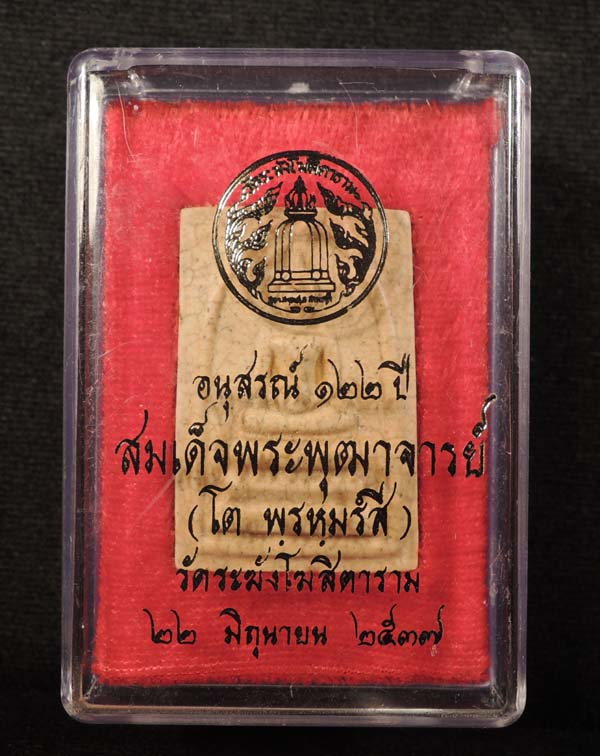 อนุสรณ์ ๑๒๒ ปี
สมเด็จพระพุฒาจารย์
(โต พฺรหฺมรํสี)
วัดระฆังโฆสิตาราม
๒๒ มิถุนายน ๒๕๓๗